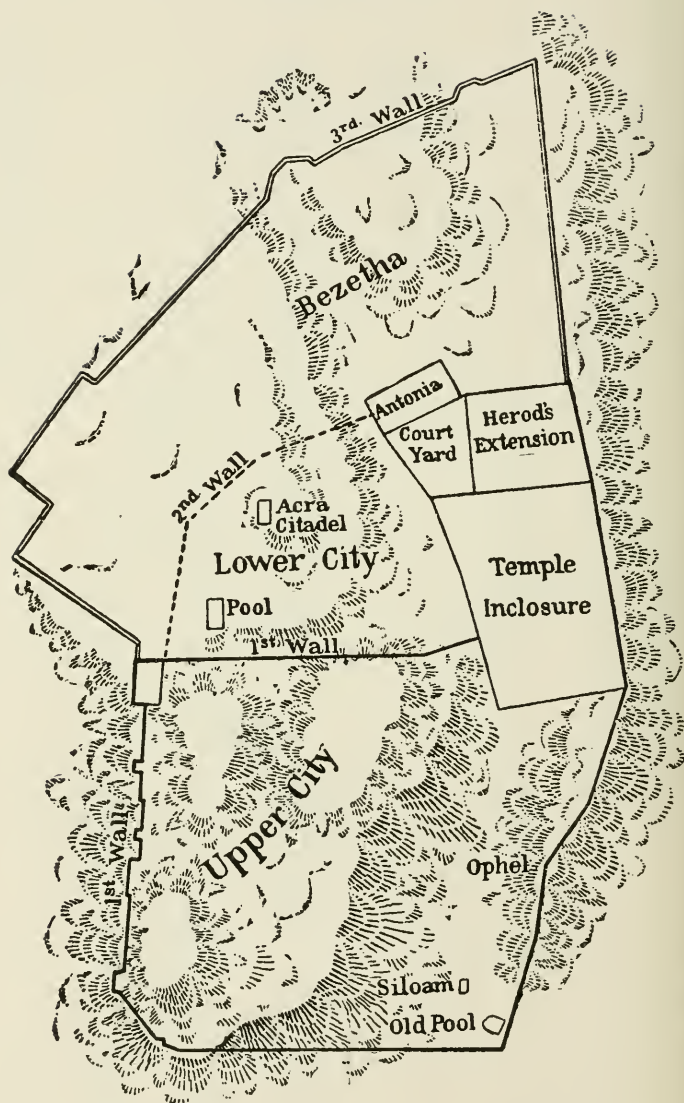 3rd. Wall
Bezetha
Antonia
Court
Yard
Herod's
Extension
2nd. Wall
Acra
Citadel
Lower City
Temple
Inclosure
Pool
1st. Wall
Upper City
1st. Wall
Ophel
Siloam
Old Pool